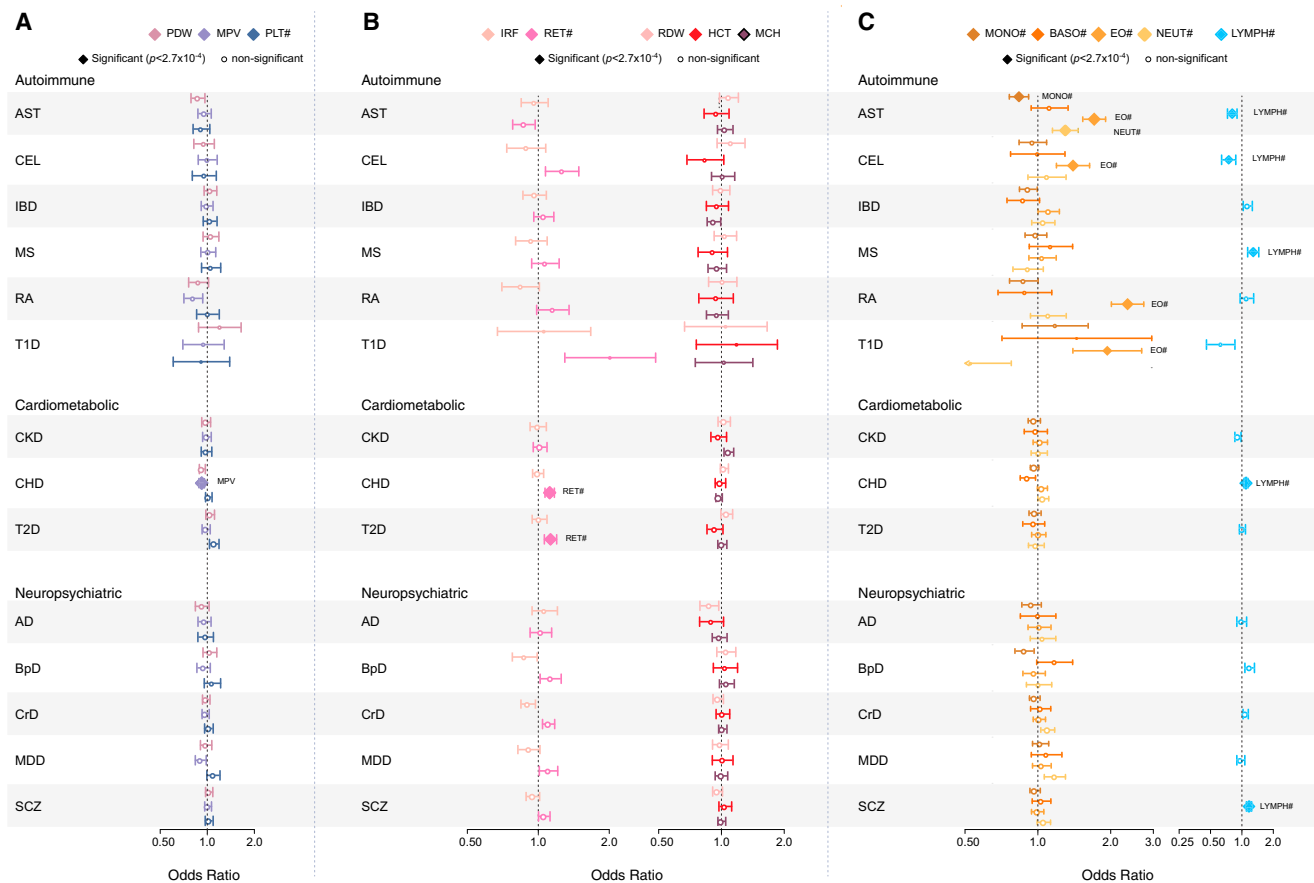 A
PDW MPV PLT#
Significant (p<2.7x10-4) non-significant
Autoimmune
AST
CEL
IBD
MS
RA
T1D
Cardiometabolic
CKD
CHD
MPV
T2D
Neuropsychiatric
AD
BpD
CrD
MDD
SCZ
0.50 1.0 2.0
Odds Ratio
B
IRF RET# RDW HCT MCH
Significant (p<2.7x10-4) non-significant
Autoimmune
AST
CEL
IBD
MS
RA
T1D
Cardiometabolic
CKD
CHD
RET#
T2D
RET#
Neuropsychiatric
AD
BpD
CrD
MDD
SCZ
0.50 1.0 2.0 0.50 1.0 2.0
Odds Ratio
C
MONO# BASO# EO# NEUT# LYMPH#
Significant (p<2.7x10-4) non-significant
Autoimmune
MONO#
AST LYMPH#
EO#
NEUT#
CEL LYMPH#
EO#
IBD
MS LYMPH#
RA
EO#
T1D
EO#
Cardiometabolic
CKD
CHD LYMPH#
T2D
Neuropsychiatric
AD
BpD
CrD
MDD
SCZ LYMPH#
0.50 1.0 2.0 3.0 0.25 0.50 1.0 2.0
Odds Ratio